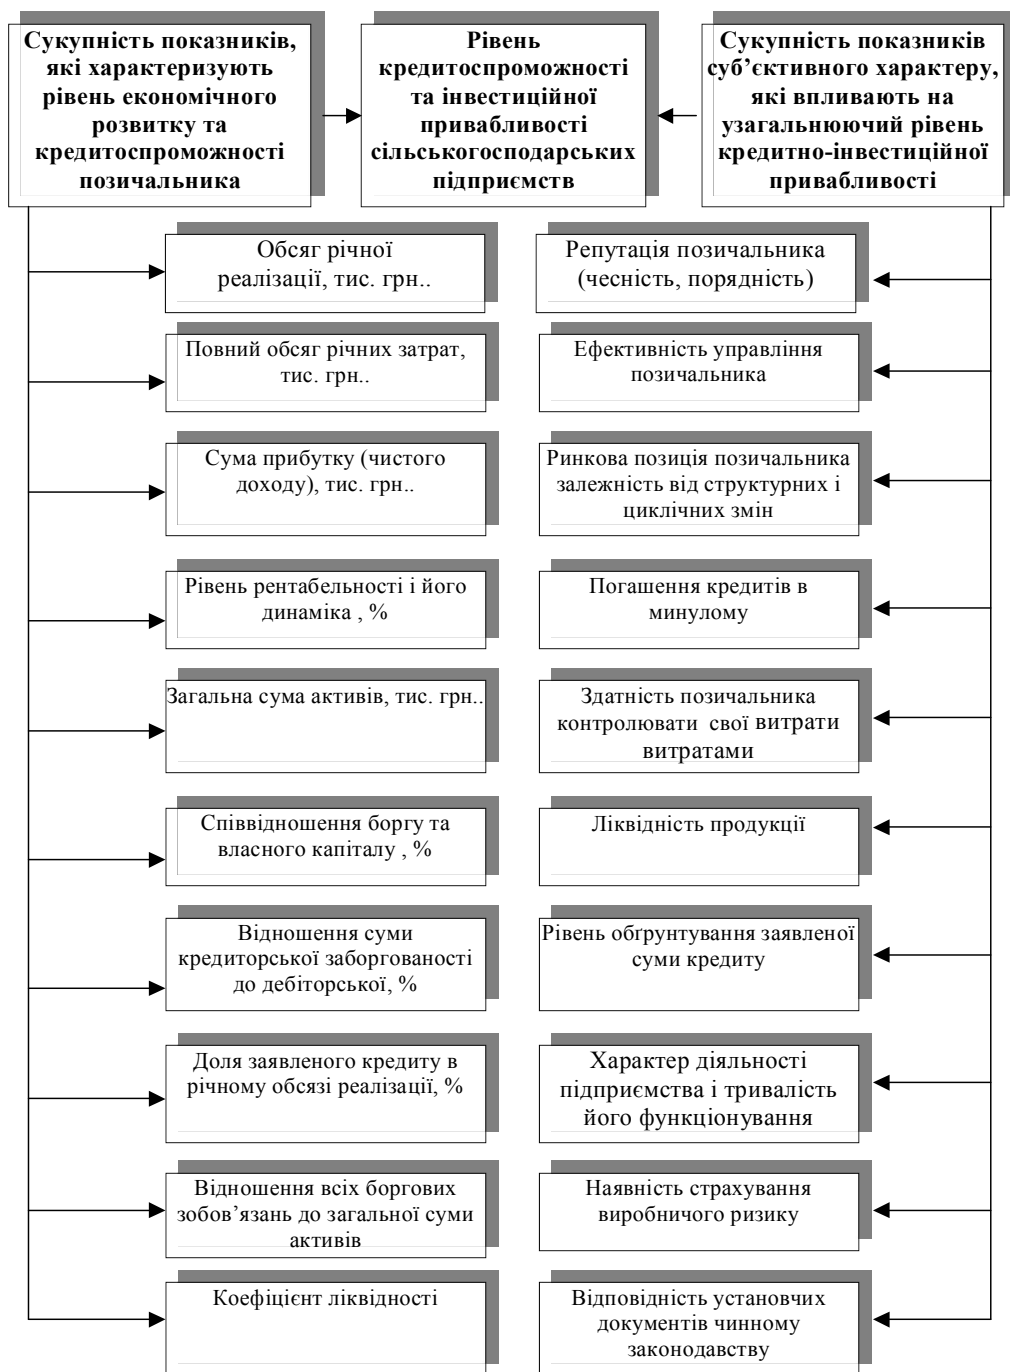 Сукупність показників,
які характеризують
рівень економічного
розвитку та
кредитоспроможності
позичальника
Рівень
кредитоспроможності
та інвестиційної
привабливості
сільськогосподарських
підприємств
Сукупність показників
суб’єктивного характеру,
які впливають на
узагальнюючий рівень
кредитно-інвестиційної
привабливості
Обсяг річної
реалізації, тис. грн..
Репутація позичальника
(чесність, порядність)
Повний обсяг річних затрат,
тис. грн..
Ефективність управління
позичальника
Сума прибутку (чистого
доходу), тис. грн..
Ринкова позиція позичальника
залежність від структурних і
циклічних змін
Рівень рентабельності і його
динаміка , %
Погашення кредитів в
минулому
Загальна сума активів, тис. грн..
Здатність позичальника
контролювати свої витрати
витратами
Співвідношення боргу та
власного капіталу , %
Ліквідність продукції
Відношення суми
кредиторської заборгованості
до дебіторської, %
Рівень обґрунтування заявленої
суми кредиту
Доля заявленого кредиту в
річному обсязі реалізації, %
Характер діяльності
підприємства і тривалість
його функціонування
Відношення всіх боргових
зобов’язань до загальної суми
активів
Наявність страхування
виробничого ризику
Коефіцієнт ліквідності
Відповідність установчих
документів чинному
законодавству